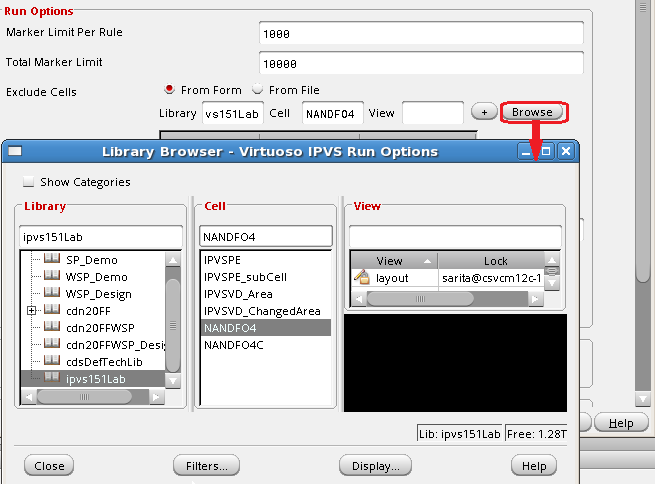 Run Options
Marker Limit Per Rule 1000
Total Marker Limit 10000
Exclude Cells From Form From File
Library vs151Lab Cell NANDFO4 View + Browse
Library Browser - Virtuoso IPVS Run Options
Show Categories
Library Cell View
ipvs151Lab NANDFO4
SP_Demo
WSP_Demo
WSP_Design
cdn20FF
cdn20FFWSP
cdn20FFWSP_Desi
cdsDefTechLib
ipvs151Lab
IPVSPE
IPVSPE_subCell
IPVSVD_Area
IPVSVD_ChangedArea
NANDFO4
NANDFO4C
View Lock
layout sarita@csvcm12c-1
Help
Lib: ipvs151Lab Free: 1.28T
Close Filters... Display... Help